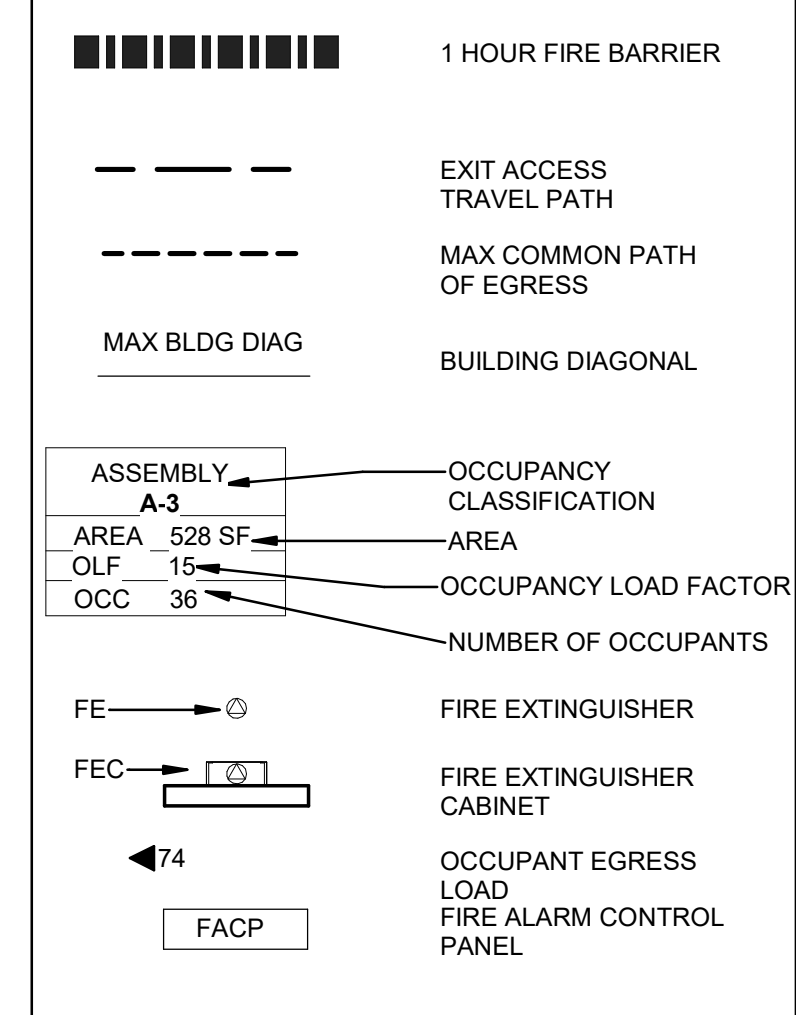 1 HOUR FIRE BARRIER
EXIT ACCESS
TRAVEL PATH
MAX COMMON PATH
OF EGRESS
MAX BLDG DIAG
BUILDING DIAGONAL
ASSEMBLY
A-3
OCCUPANCY
CLASSIFICATION
AREA 528 SF
AREA
OLF 15
OCCUPANCY LOAD FACTOR
OCC 36
NUMBER OF OCCUPANTS
FE
FIRE EXTINGUISHER
FEC
FIRE EXTINGUISHER
CABINET
74
OCCUPANT EGRESS
LOAD
FACP
FIRE ALARM CONTROL
PANEL